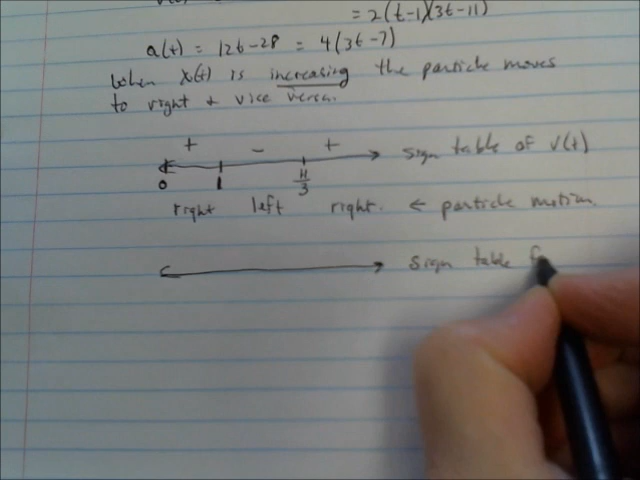 = 2(t-1)(3t-11)
a(t) = 12t-28 = 4(3t-7)
When x(t) is increasing the particle moves
to right & vice versa.
+ - +
sign table of v(t)
0 1 11/3
right left right. ← particle motion
sign table f